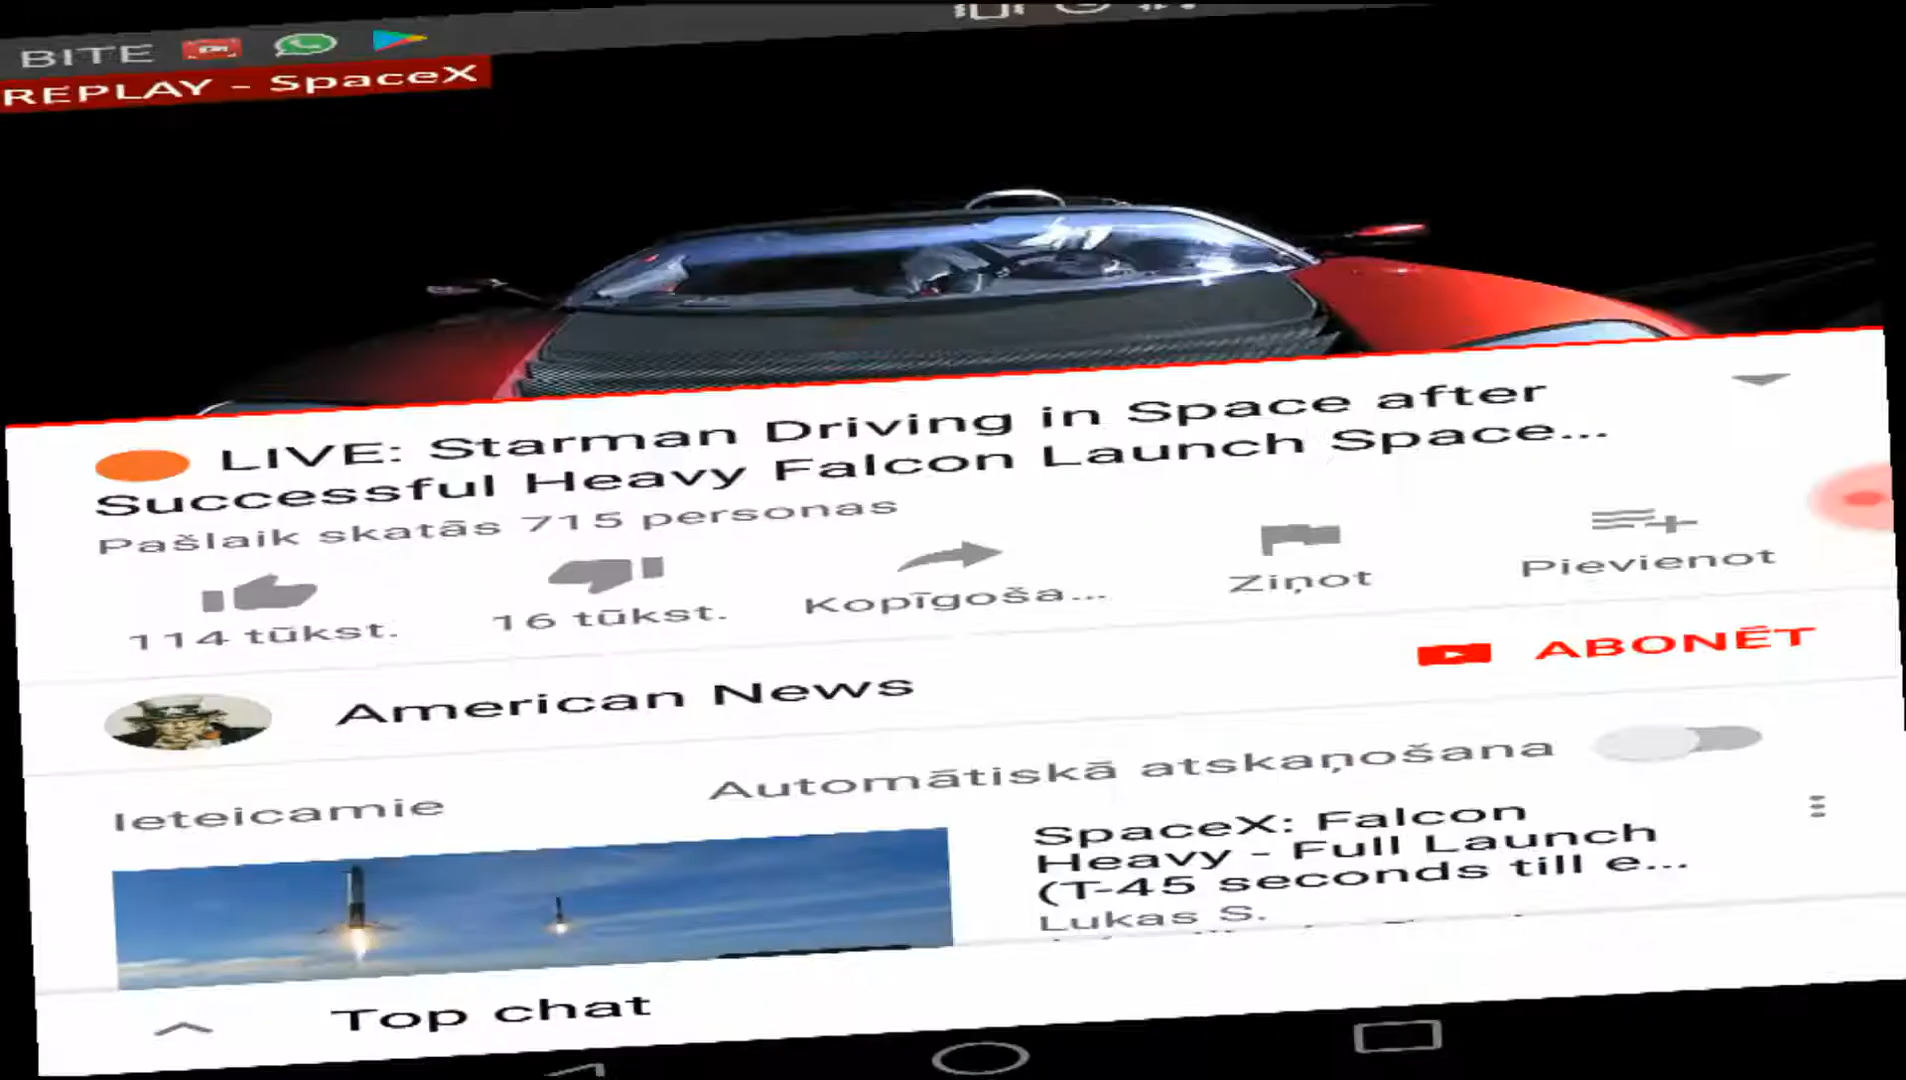 BITE
REPLAY - SpaceX
LIVE: Starman Driving in Space after
Successful Heavy Falcon Launch Space...
Pašlaik skatās 715 personas
114 tūkst.
16 tūkst.
Kopīgoša...
Ziņot
Pievienot
American News
ABONĒT
Ieteicamie
Automātiskā atskaņošana
SpaceX: Falcon
Heavy - Full Launch
(T-45 seconds till e...
Lukas S.
Top chat